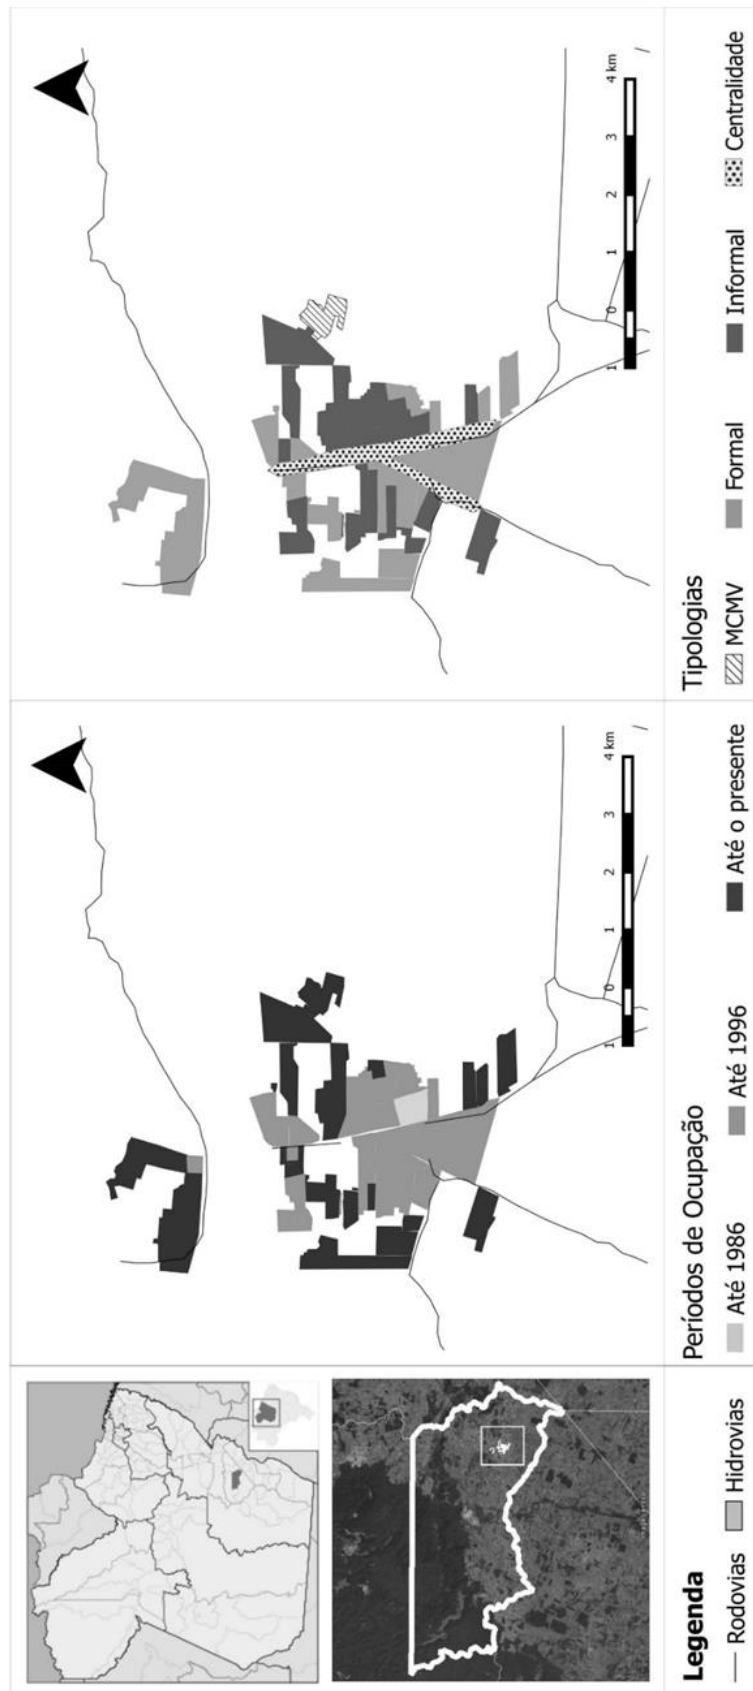 Legenda
Rodovias
Hidrovias
Períodos de Ocupação
Até 1986
Até 1996
Até o presente
1 0 1 2 3 4 km
Tipologias
MCMV
Formal
Informal
Centralidade
1 0 1 2 3 4 km